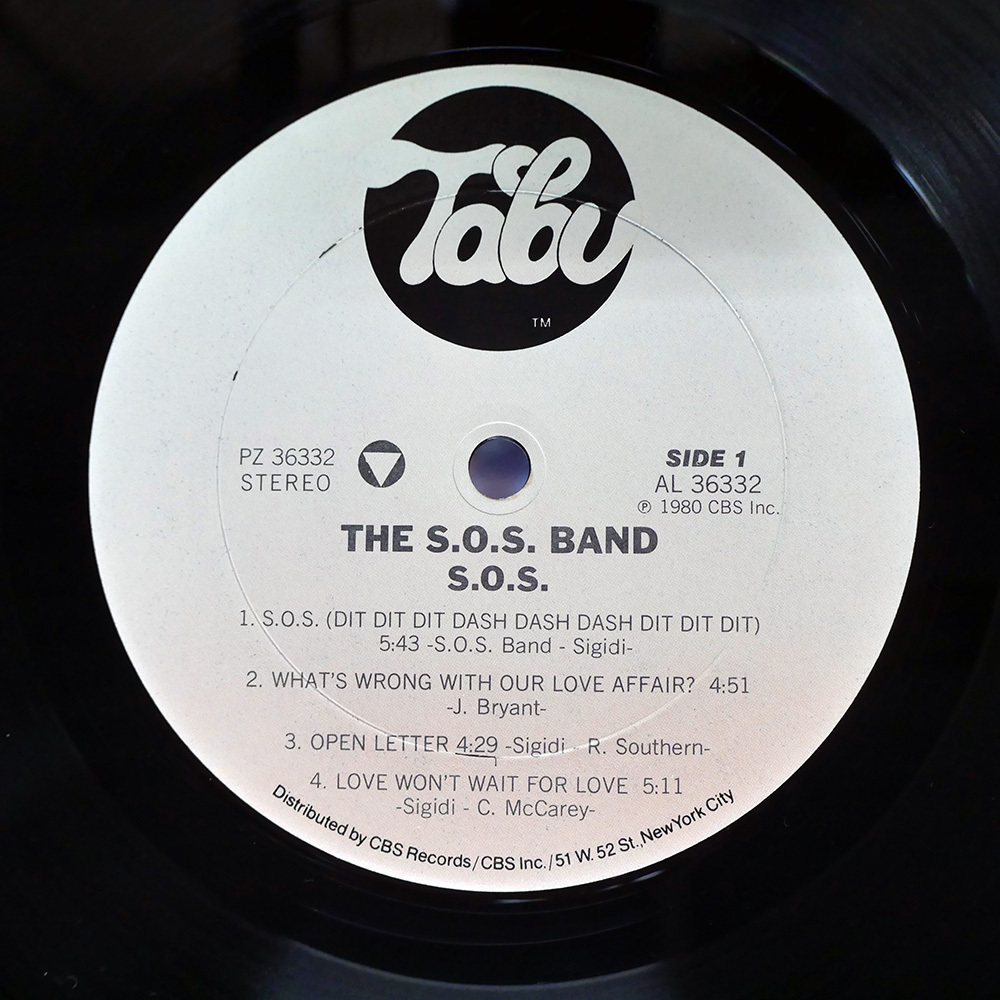 Tabu
TM
PZ 36332
STEREO
SIDE 1
AL 36332
℗ 1980 CBS Inc.
THE S.O.S. BAND
S.O.S.
1. S.O.S. (DIT DIT DIT DASH DASH DASH DIT DIT DIT)
5:43 -S.O.S. Band - Sigidi-
2. WHAT'S WRONG WITH OUR LOVE AFFAIR? 4:51
-J. Bryant-
3. OPEN LETTER 4:29 -Sigidi - R. Southern-
4. LOVE WON'T WAIT FOR LOVE 5:11
-Sigidi - C. McCarey-
Distributed by CBS Records/CBS Inc./51 W. 52 St., New York City